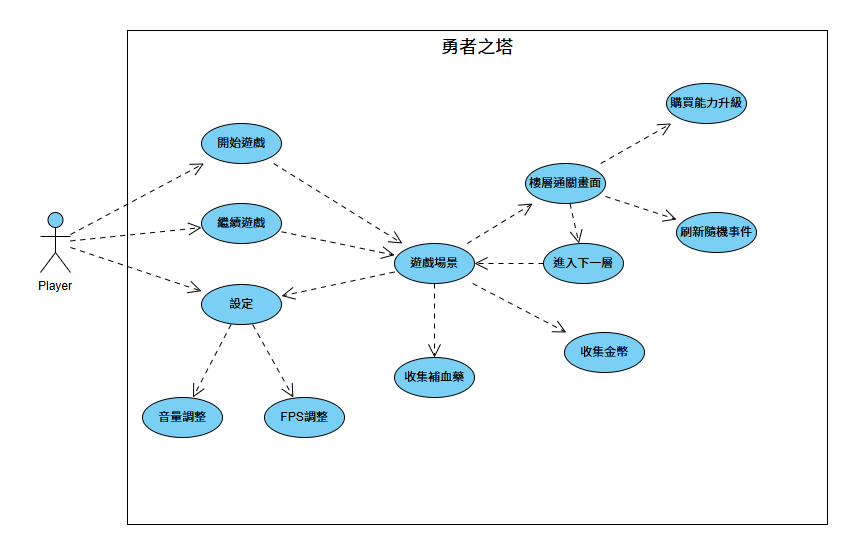 勇者之塔
購買能力升級
開始遊戲
樓層通關畫面
繼續遊戲
刷新隨機事件
遊戲場景
進入下一層
Player
設定
收集金幣
收集補血藥
音量調整
FPS調整